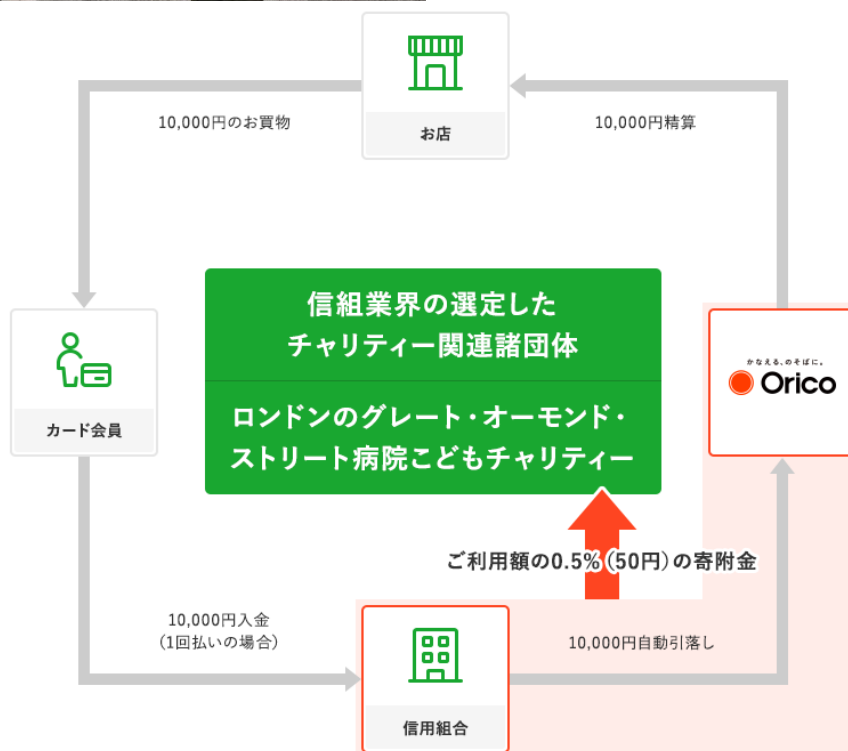 お店
10,000円のお買物
10,000円精算
信組業界の選定した
チャリティー関連諸団体
ロンドンのグレート・オーモンド・
ストリート病院こどもチャリティー
カード会員
かなえる、のそばに。
Orico
ご利用額の0.5%(50円)の寄附金
10,000円入金
(1回払いの場合)
10,000円自動引落し
信用組合